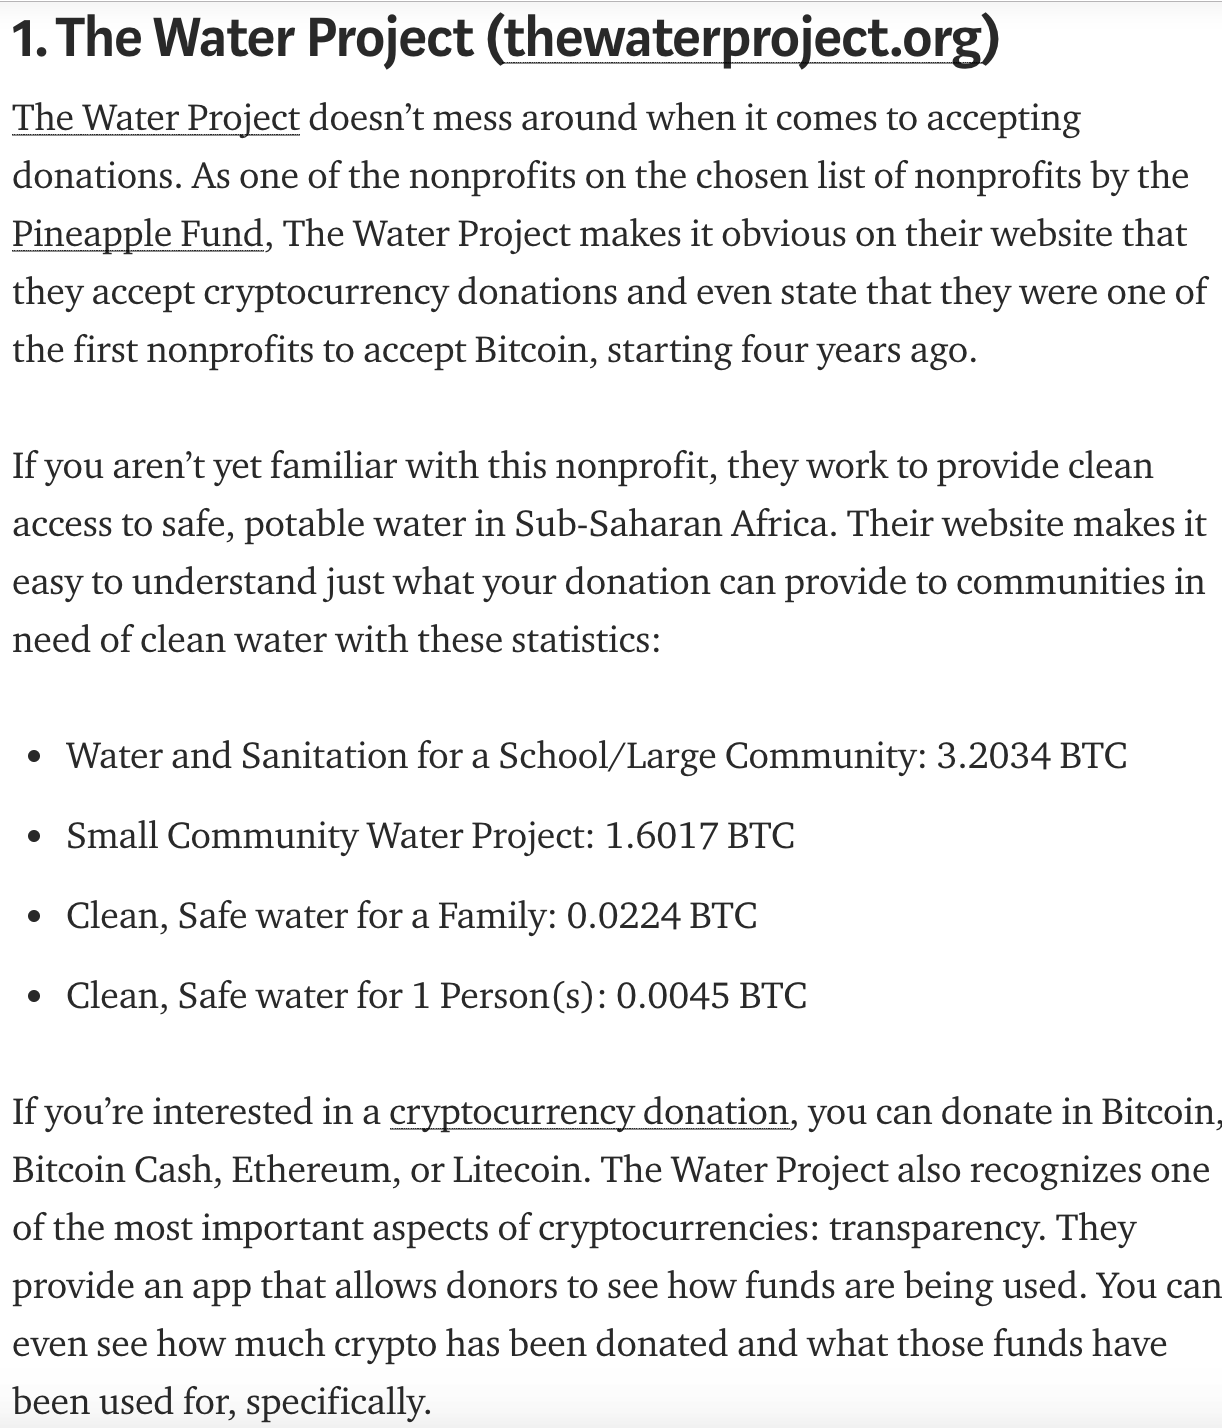 1. The Water Project (thewaterproject.org)
The Water Project doesn’t mess around when it comes to accepting
donations. As one of the nonprofits on the chosen list of nonprofits by the
Pineapple Fund, The Water Project makes it obvious on their website that
they accept cryptocurrency donations and even state that they were one of
the first nonprofits to accept Bitcoin, starting four years ago.
If you aren’t yet familiar with this nonprofit, they work to provide clean
access to safe, potable water in Sub-Saharan Africa. Their website makes it
easy to understand just what your donation can provide to communities in
need of clean water with these statistics:
• Water and Sanitation for a School/Large Community: 3.2034 BTC
• Small Community Water Project: 1.6017 BTC
• Clean, Safe water for a Family: 0.0224 BTC
• Clean, Safe water for 1 Person(s): 0.0045 BTC
If you’re interested in a cryptocurrency donation, you can donate in Bitcoin,
Bitcoin Cash, Ethereum, or Litecoin. The Water Project also recognizes one
of the most important aspects of cryptocurrencies: transparency. They
provide an app that allows donors to see how funds are being used. You can
even see how much crypto has been donated and what those funds have
been used for, specifically.